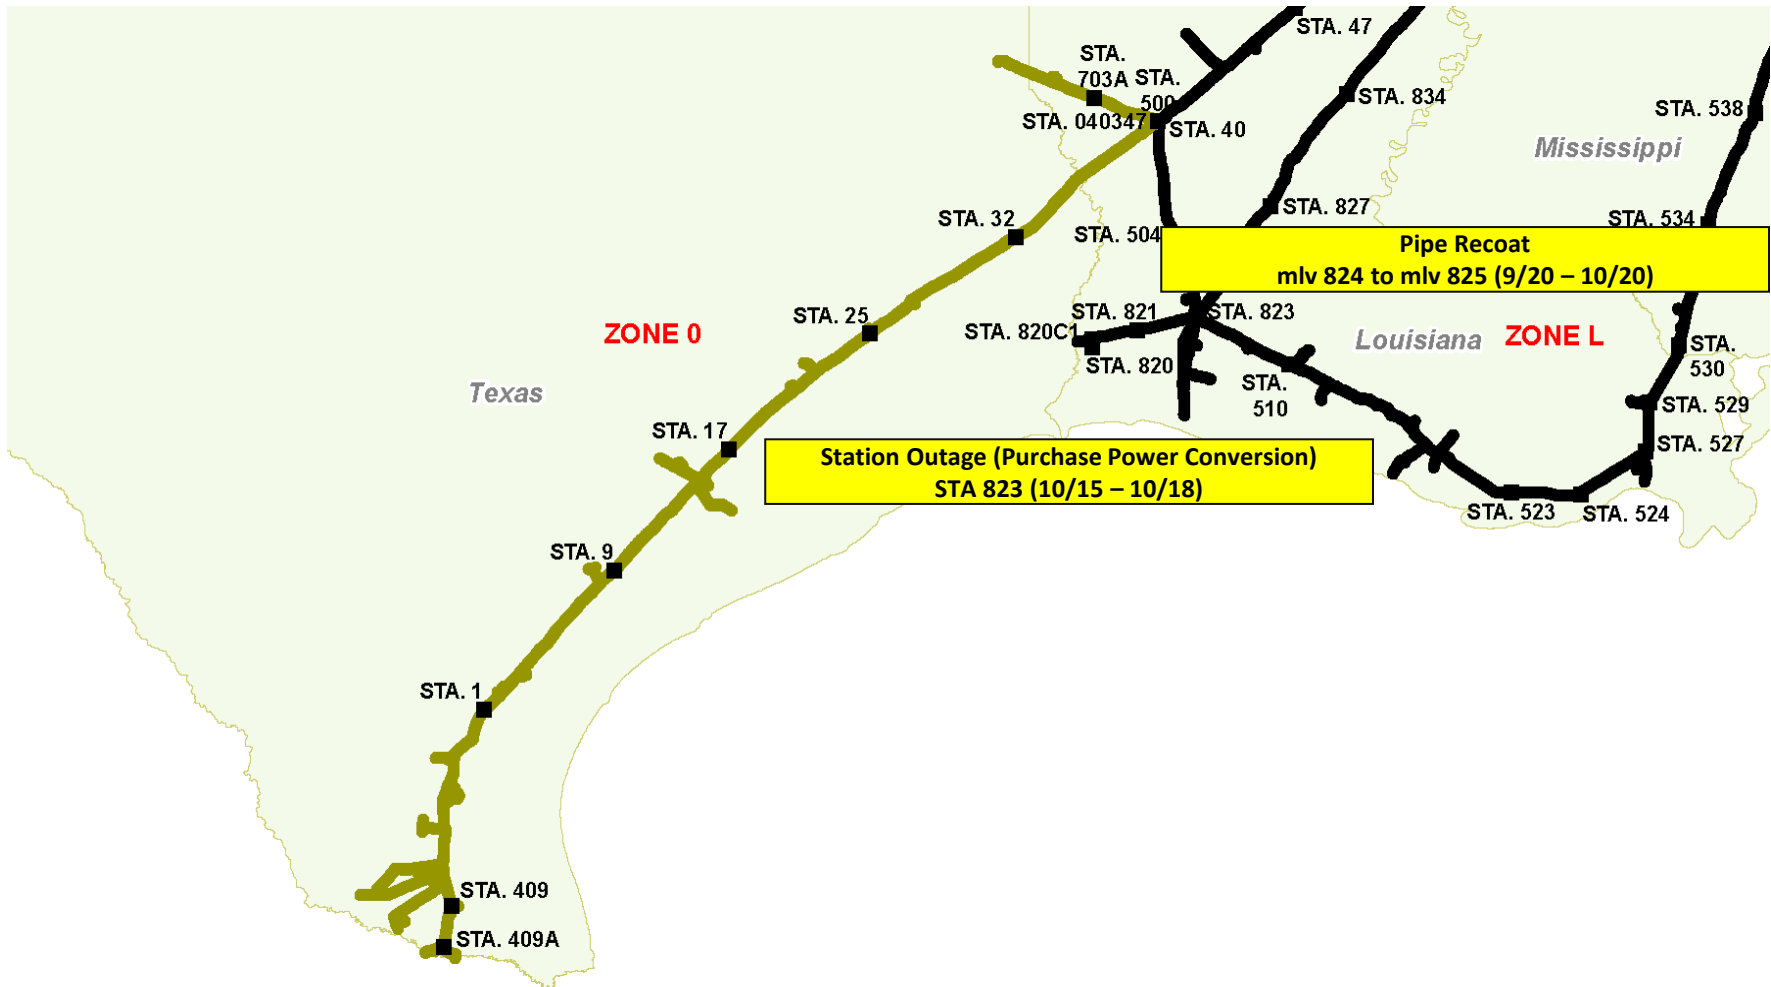 STA. 47
STA.
703A
STA.
500
STA. 834
STA. 538
STA. 040347
STA. 40
Mississippi
STA. 827
STA. 32
STA. 504
STA. 534
Pipe Recoat
mlv 824 to mlv 825 (9/20 – 10/20)
STA. 25
STA. 821
STA. 823
ZONE 0
STA. 820C1
Louisiana
ZONE L
STA.
530
STA. 820
STA.
510
Texas
STA. 529
STA. 17
STA. 527
Station Outage (Purchase Power Conversion)
STA 823 (10/15 – 10/18)
STA. 523
STA. 524
STA. 9
STA. 1
STA. 409
STA. 409A